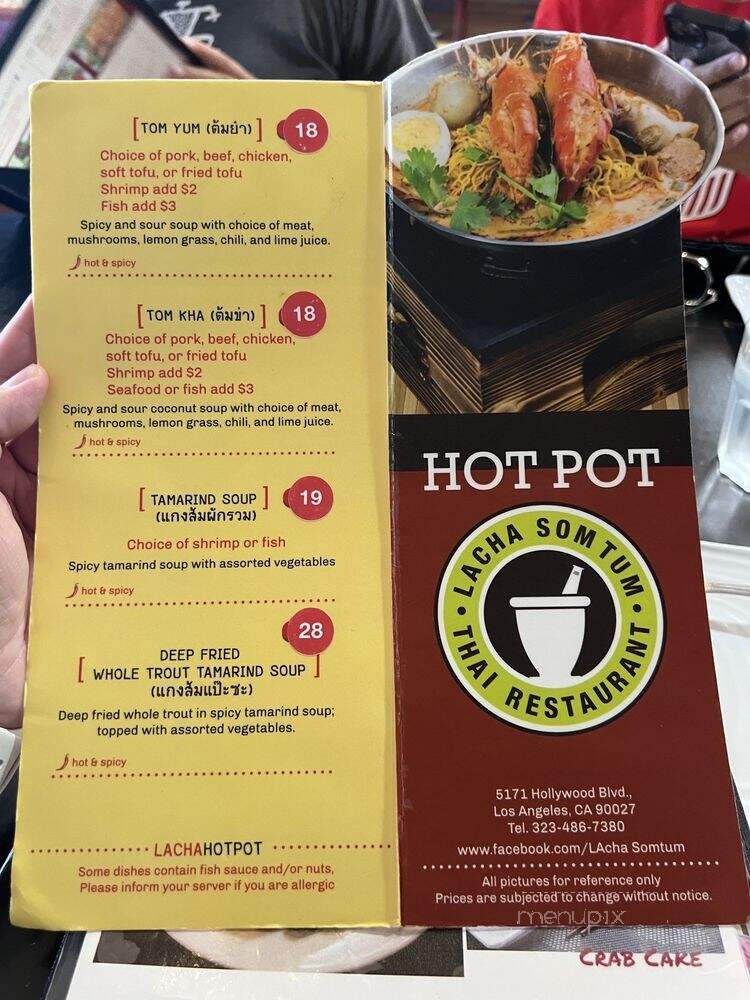 [TOM YUM (ต้มยำ)] 18
Choice of pork, beef, chicken,
soft tofu, or fried tofu
Shrimp add $2
Fish add $3
Spicy and sour soup with choice of meat,
mushrooms, lemon grass, chili, and lime juice.
hot & spicy
[TOM KHA (ต้มข่า)] 18
Choice of pork, beef, chicken,
soft tofu, or fried tofu
Shrimp add $2
Seafood or fish add $3
Spicy and sour coconut soup with choice of meat,
mushrooms, lemon grass, chili, and lime juice.
hot & spicy
[TAMARIND SOUP] 19
(แกงส้มผักรวม)
Choice of shrimp or fish
Spicy tamarind soup with assorted vegetables
hot & spicy
28
DEEP FRIED
[WHOLE TROUT TAMARIND SOUP]
(แกงส้มแป๊ะซะ)
Deep fried whole trout in spicy tamarind soup;
topped with assorted vegetables.
hot & spicy
LACHAHOTPOT
Some dishes contain fish sauce and/or nuts,
Please inform your server if you are allergic
HOT POT
LACHA SOM TUM
THAI RESTAURANT
5171 Hollywood Blvd.,
Los Angeles, CA 90027
Tel. 323-486-7380
www.facebook.com/LAcha Somtum
All pictures for reference only
Prices are subjected to change without notice.
menupix
CRAB CAKE